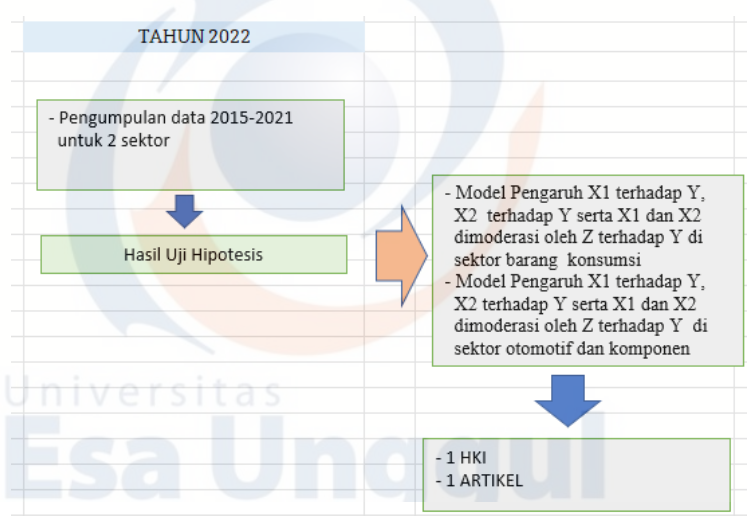 TAHUN 2022
- Pengumpulan data 2015-2021
untuk 2 sektor
Hasil Uji Hipotesis
- Model Pengaruh X1 terhadap Y,
X2 terhadap Y serta X1 dan X2
dimoderasi oleh Z terhadap Y di
sektor barang konsumsi
- Model Pengaruh X1 terhadap Y,
X2 terhadap Y serta X1 dan X2
dimoderasi oleh Z terhadap Y di
sektor otomotif dan komponen
- 1 HKI
- 1 ARTIKEL
Universitas
Esa Unggul